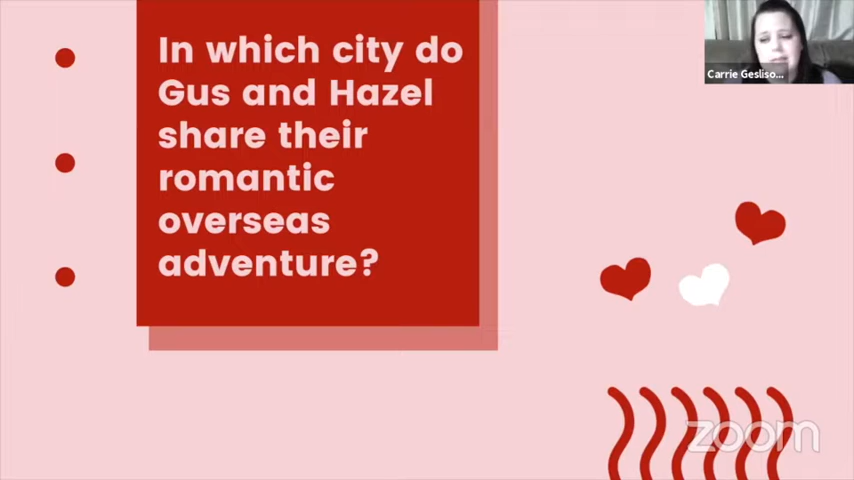 In which city do
Gus and Hazel
share their
romantic
overseas
adventure?
Carrie Gesliso...
zoom